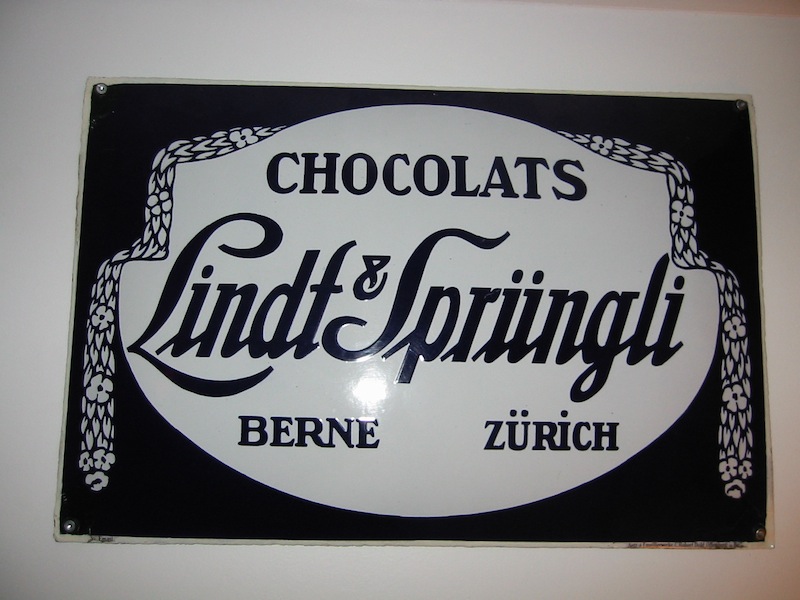 CHOCOLATS
Lindt & Sprüngli
BERNE ZÜRICH